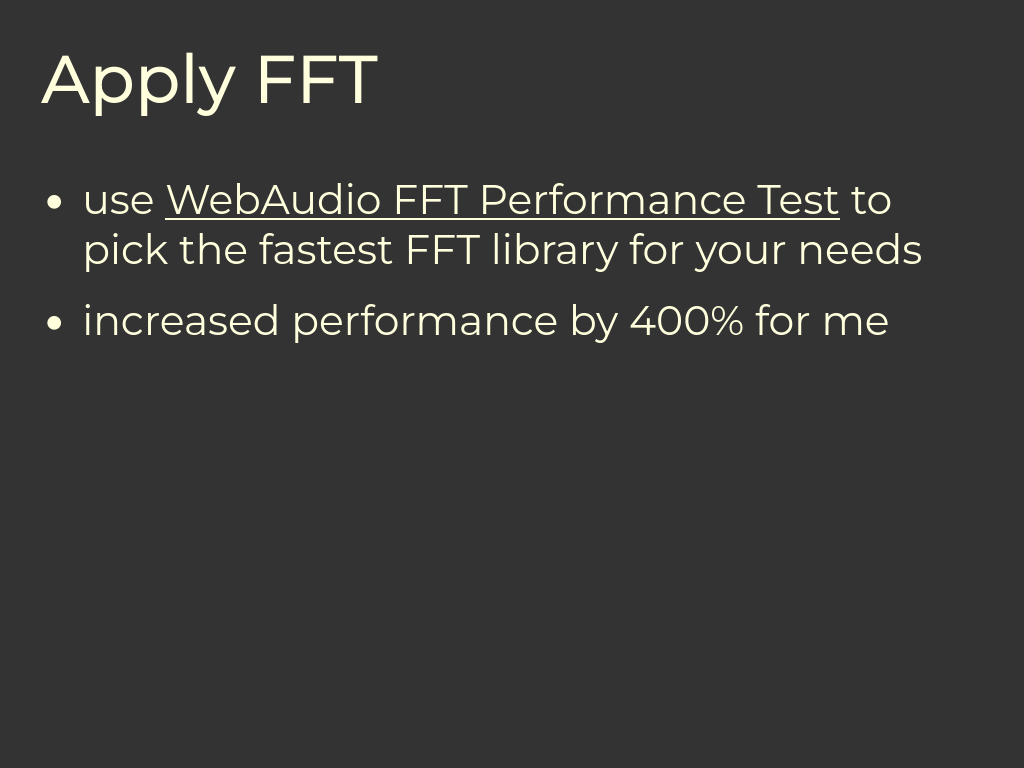 Apply FFT
• use WebAudio FFT Performance Test to
pick the fastest FFT library for your needs
• increased performance by 400% for me